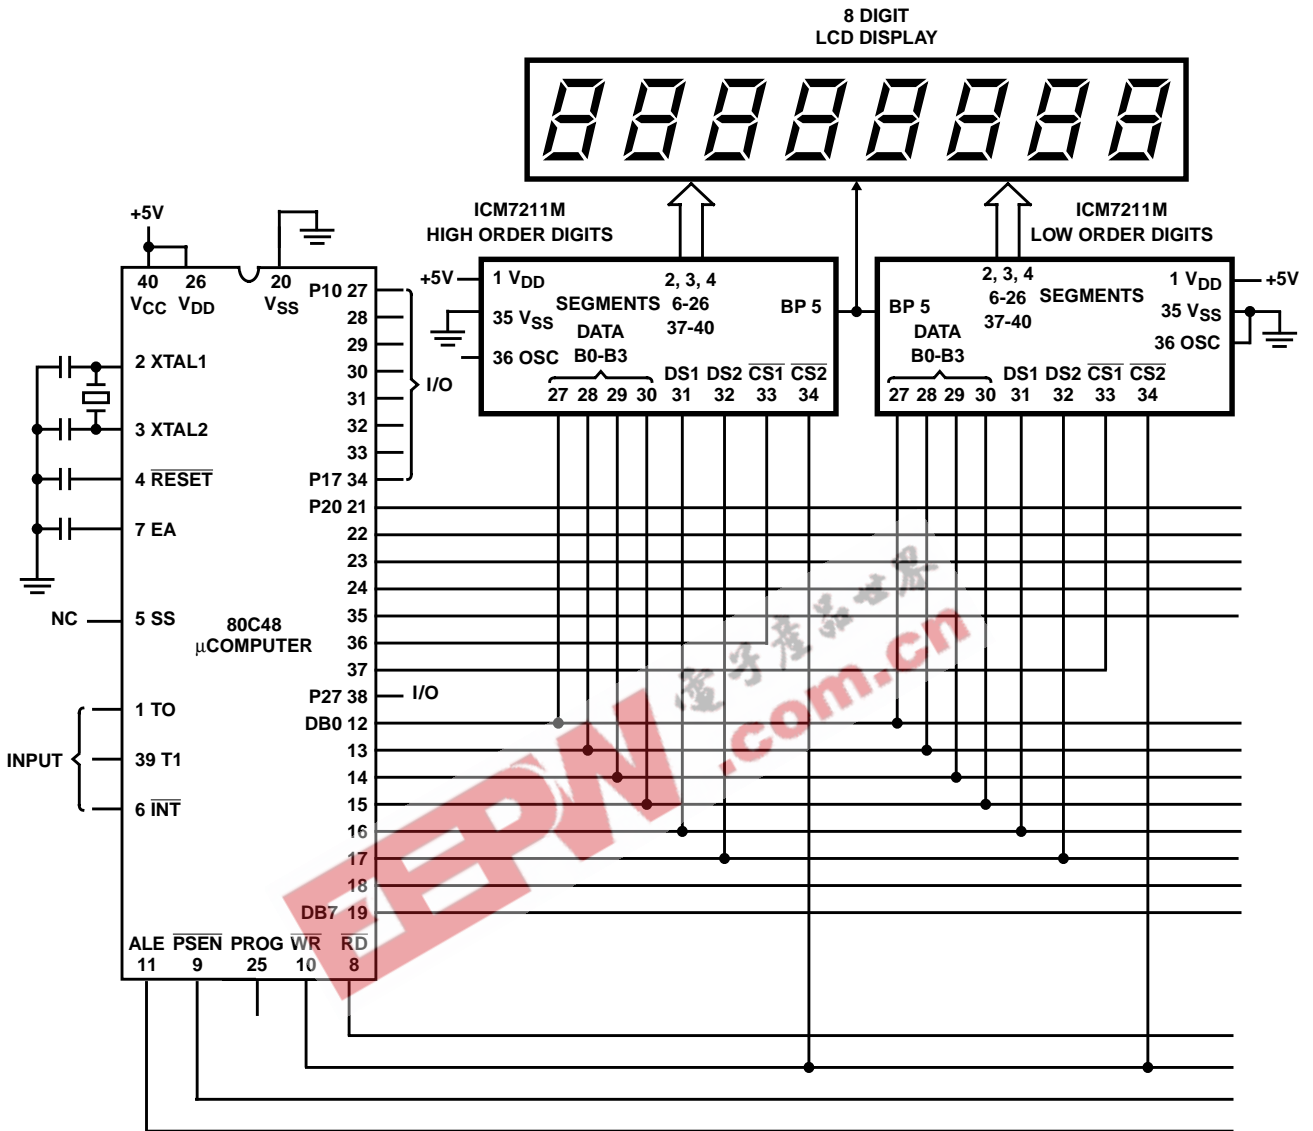 8 DIGIT
LCD DISPLAY
ICM7211M
HIGH ORDER DIGITS
ICM7211M
LOW ORDER DIGITS
+5V
40
VCC
26
VDD
20
VSS
2 XTAL1
3 XTAL2
4 RESET
7 EA
NC
5 SS
80C48
µCOMPUTER
INPUT
1 TO
39 T1
6 INT
P10 27
28
29
30
31
32
33
P17 34
I/O
P20 21
22
23
24
35
36
37
P27 38
I/O
DB0 12
13
14
15
16
17
18
DB7 19
ALE PSEN PROG WR RD
11 9 25 10 8
+5V
1 VDD
35 VSS
36 OSC
SEGMENTS
2, 3, 4
6-26
37-40
BP 5
DATA
B0-B3
DS1 DS2 CS1 CS2
27 28 29 30 31 32 33 34
BP 5
2, 3, 4
6-26
37-40
SEGMENTS
1 VDD
+5V
35 VSS
36 OSC
DATA
B0-B3
DS1 DS2 CS1 CS2
27 28 29 30 31 32 33 34
EEPW
.com.cn
電子產品世界